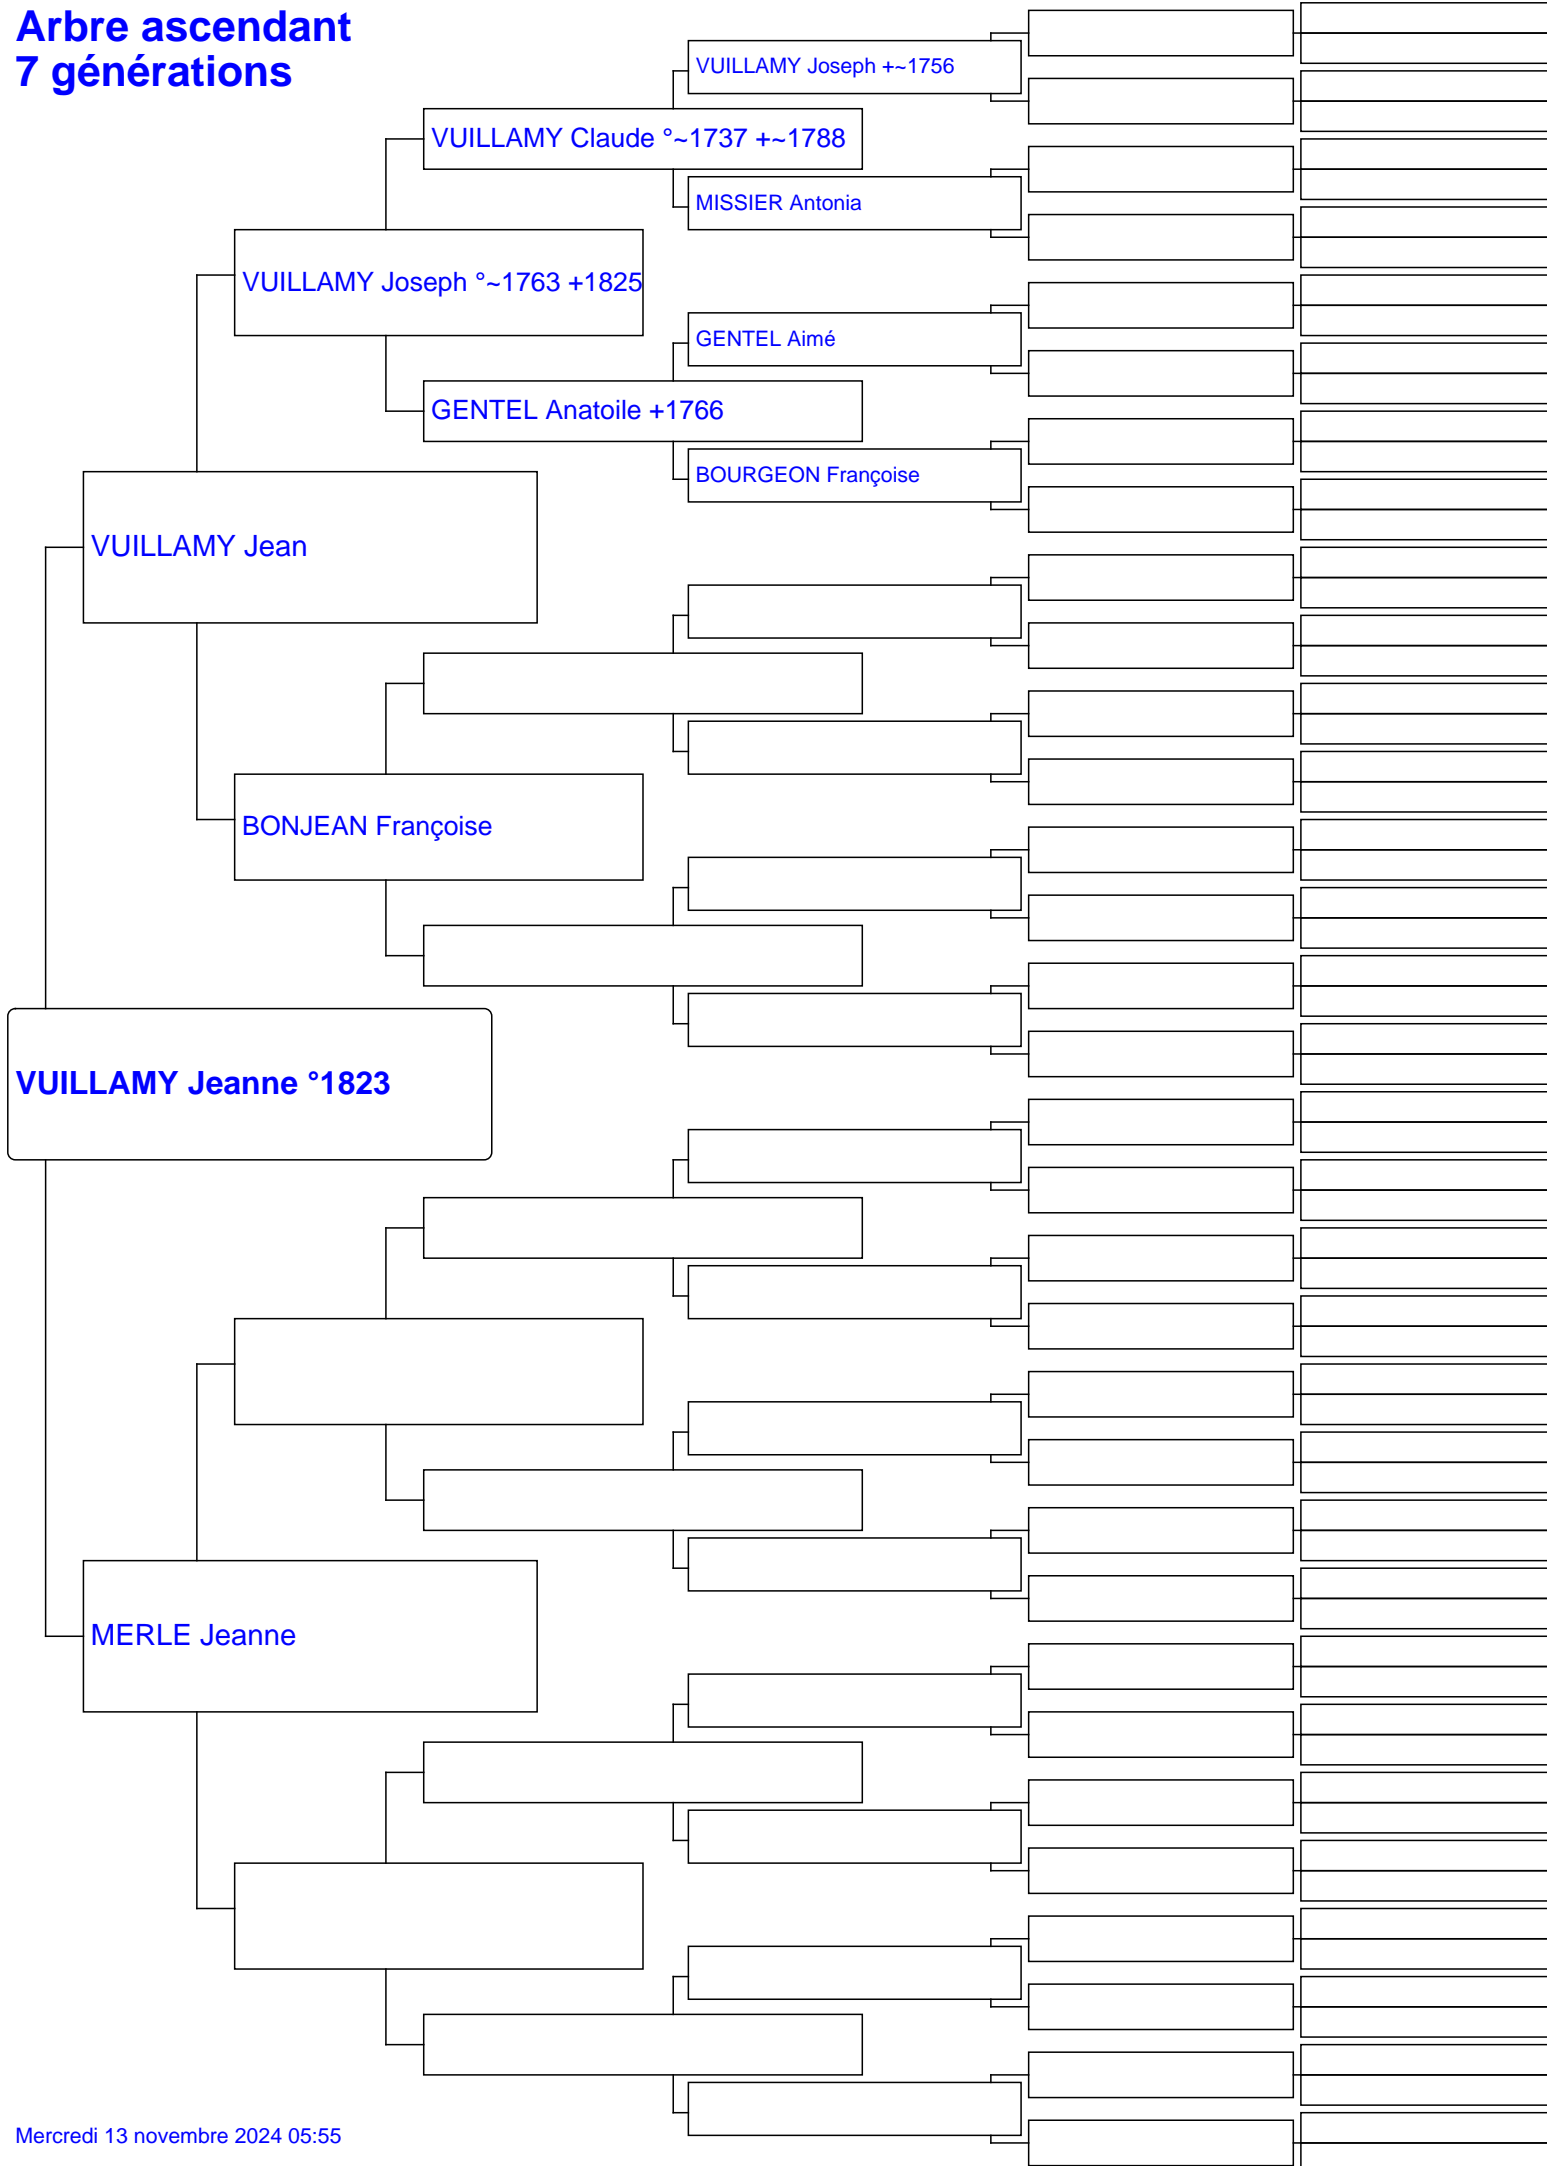 Arbre ascendant
7 générations
VUILLAMY Joseph +~1756
VUILLAMY Claude °~1737 +~1788
MISSIER Antonia
VUILLAMY Joseph °~1763 +1825
GENTEL Aimé
GENTEL Anatoile +1766
BOURGEON Françoise
VUILLAMY Jean
BONJEAN Françoise
VUILLAMY Jeanne °1823
MERLE Jeanne
Mercredi 13 novembre 2024 05:55